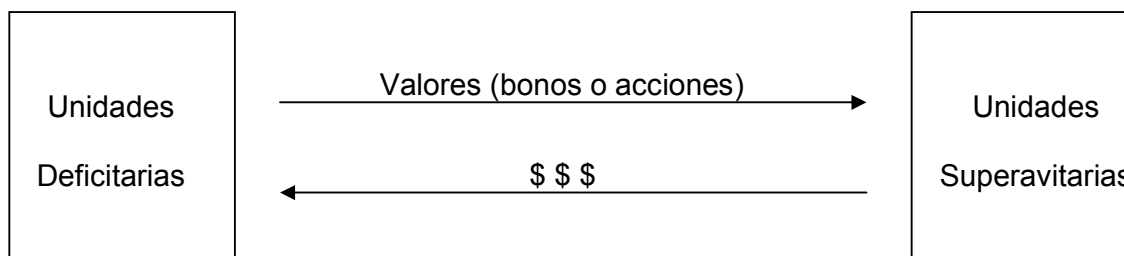 Unidades
Deficitarias
Valores (bonos o acciones)
$ $ $
Unidades
Superavitarias